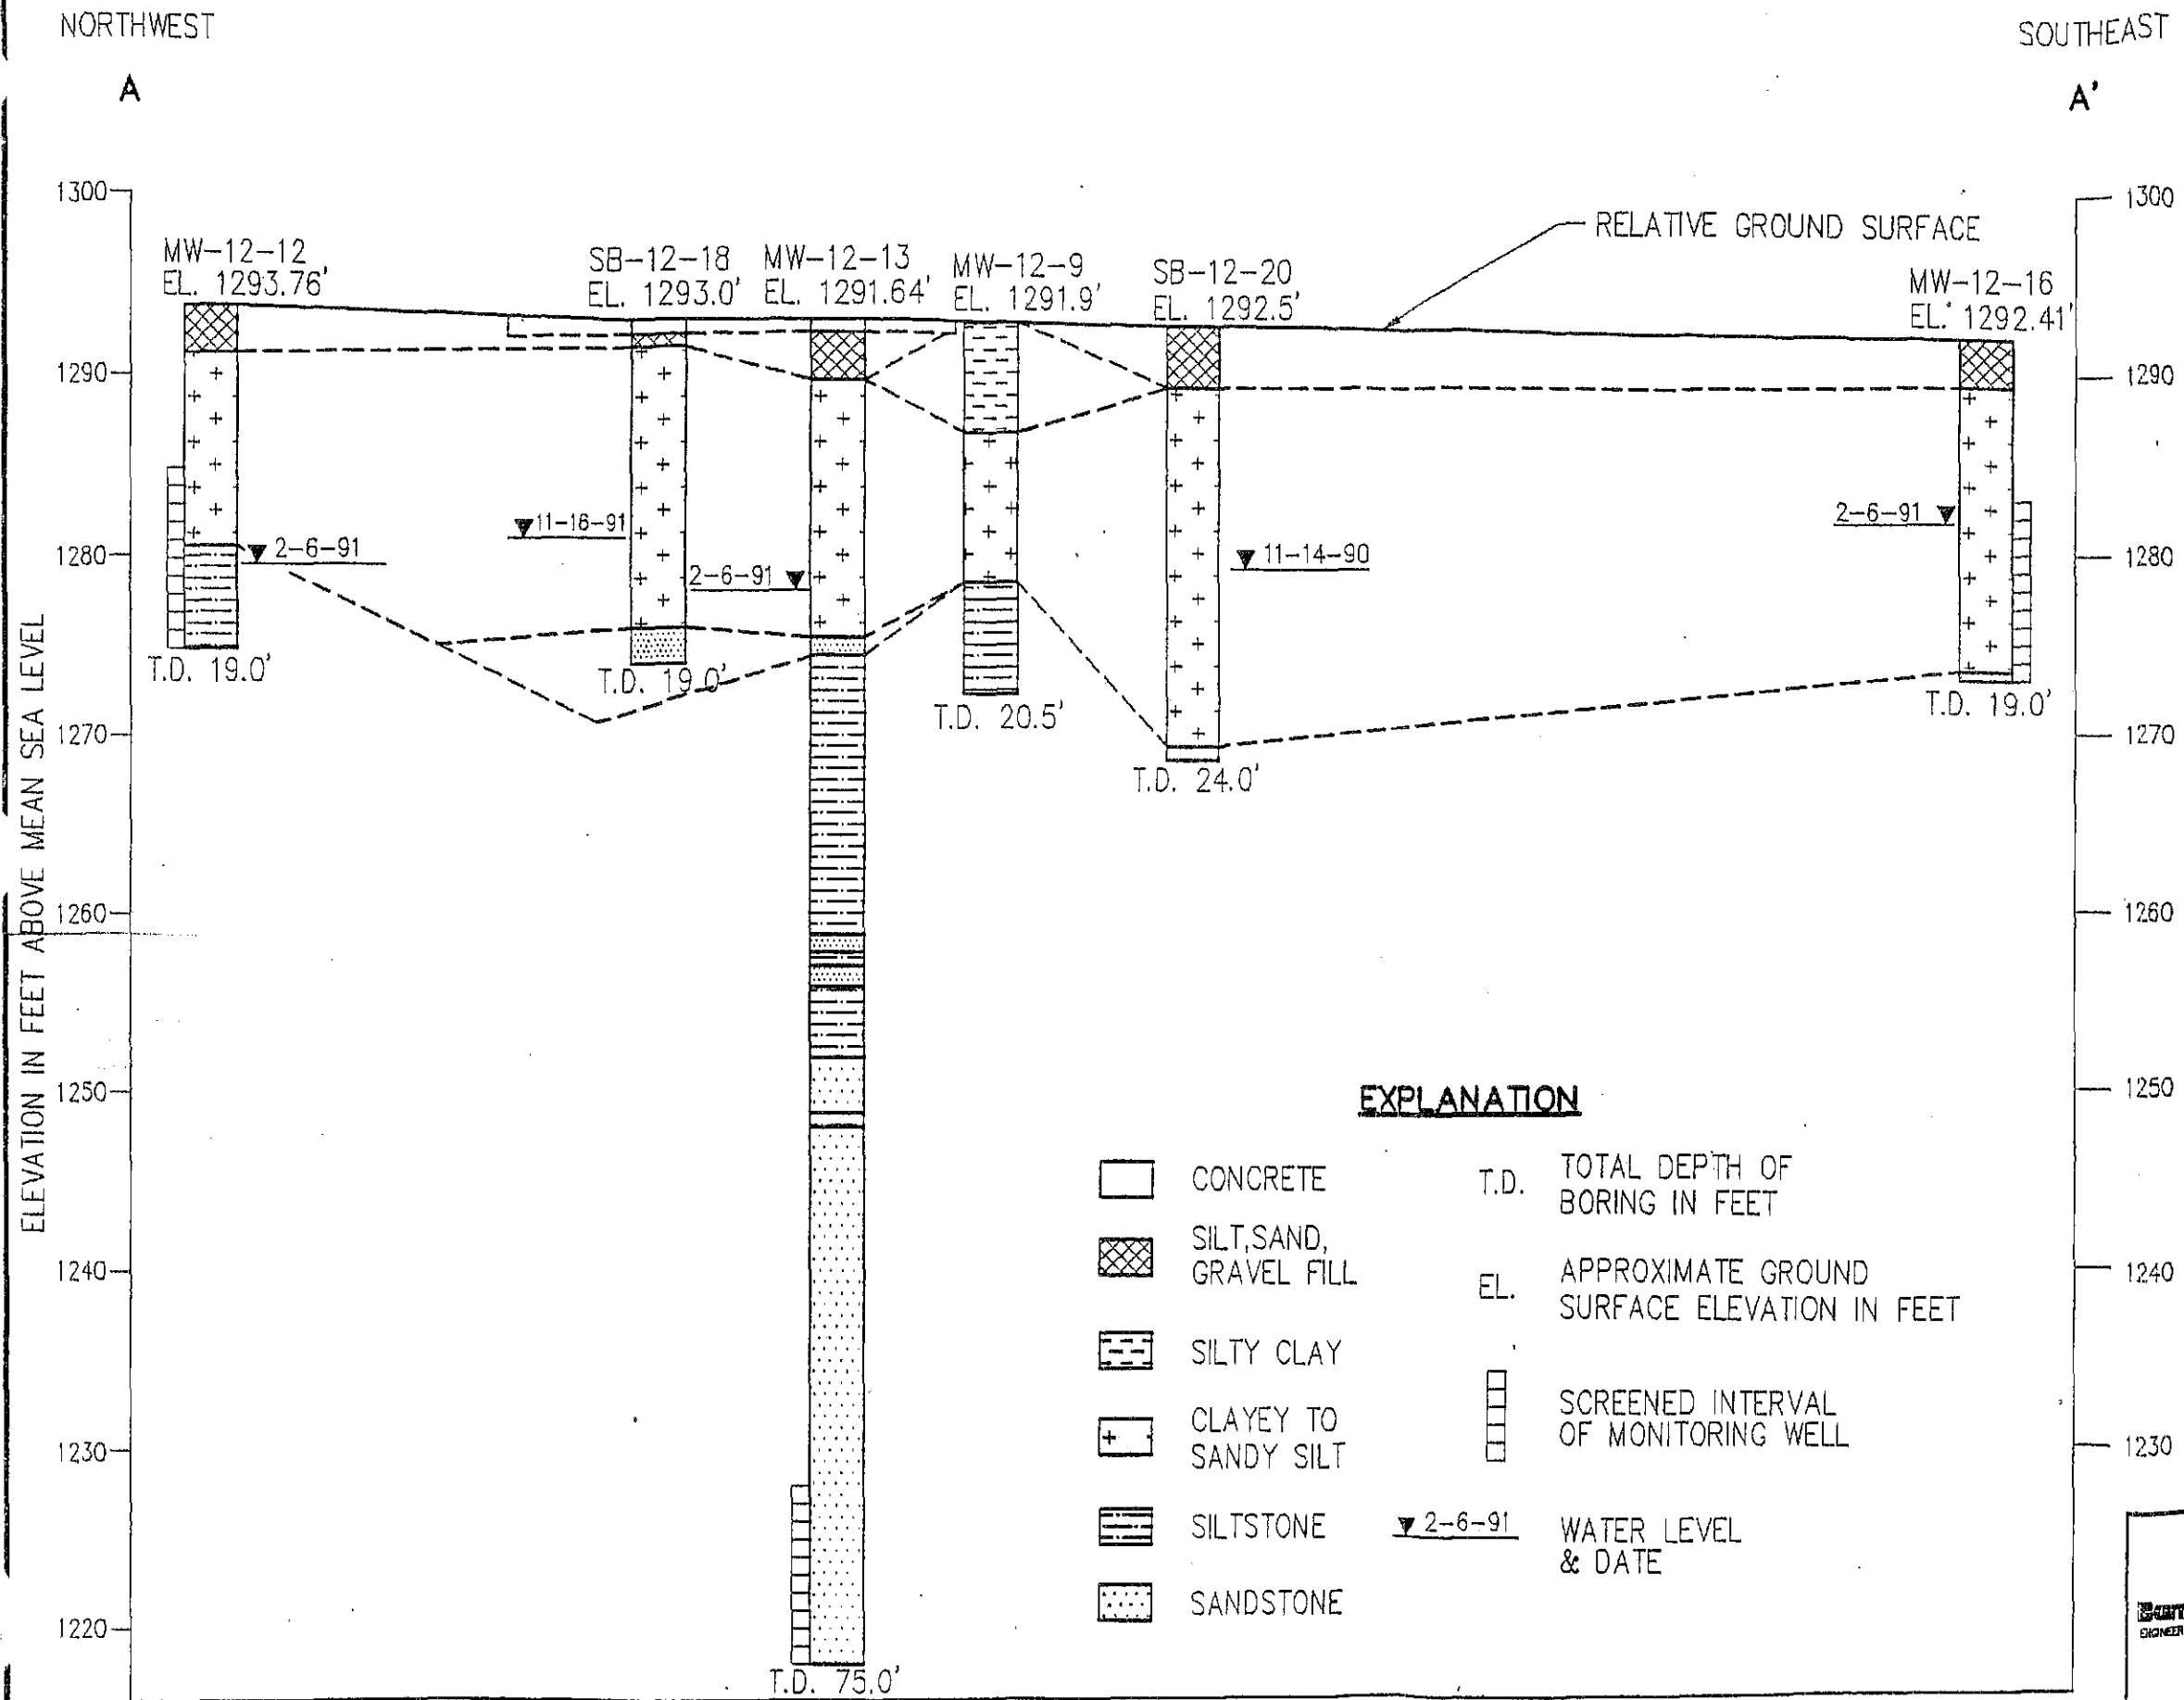 NORTHWEST
SOUTHEAST
A
A'
1300
1300
RELATIVE GROUND SURFACE
MW-12-12
EL. 1293.76'
SB-12-18
EL. 1293.0'
MW-12-13
EL. 1291.64'
MW-12-9
EL. 1291.9'
SB-12-20
EL. 1292.5'
MW-12-16
EL. 1292.41'
1290
1290
11-16-91
2-6-91
2-6-91
2-6-91
11-14-90
1280
1280
T.D. 19.0'
T.D. 19.0'
T.D. 20.5'
T.D. 24.0'
T.D. 19.0'
1270
1270
ELEVATION IN FEET ABOVE MEAN SEA LEVEL
1260
1260
1250
1250
EXPLANATION
CONCRETE
SILT,SAND,
GRAVEL FILL
SILTY CLAY
CLAYEY TO
SANDY SILT
SILTSTONE
SANDSTONE
T.D.
TOTAL DEPTH OF
BORING IN FEET
EL.
APPROXIMATE GROUND
SURFACE ELEVATION IN FEET
SCREENED INTERVAL
OF MONITORING WELL
2-6-91
WATER LEVEL
& DATE
1240
1240
1230
1230
1220
T.D. 75.0'